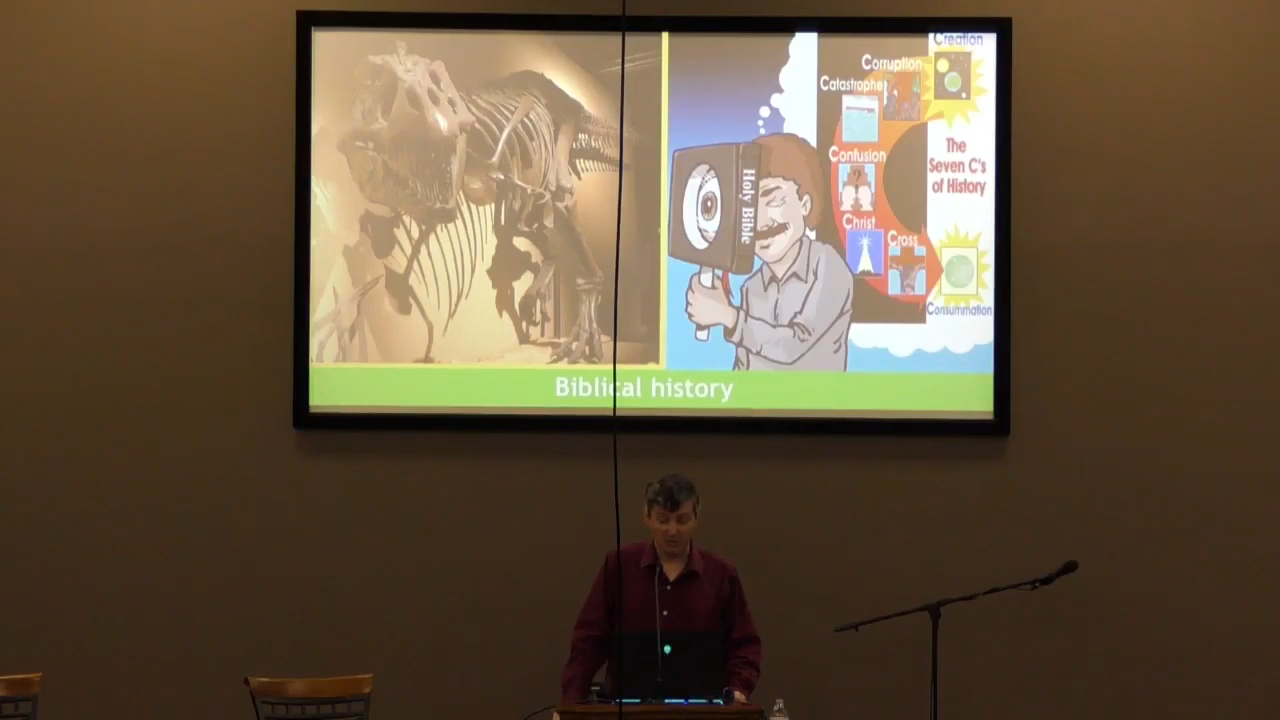 Creation
Corruption
Catastrophe
The
Seven C's
of History
Confusion
Holy Bible
Christ
Cross
Consummation
Biblical history